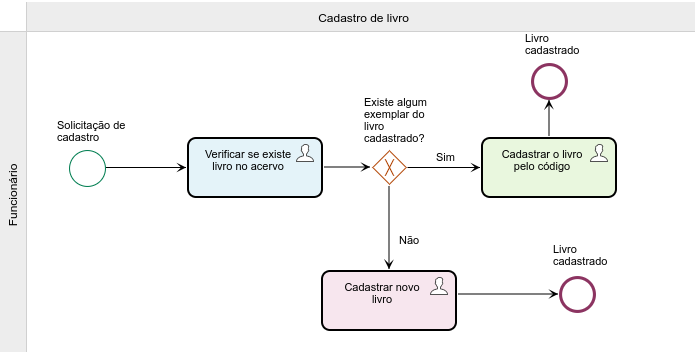 Cadastro de livro
Funcionário
Solicitação de
cadastro
Verificar se existe
livro no acervo
Existe algum
exemplar do
livro
cadastrado?
Sim
Cadastrar o livro
pelo código
Livro
cadastrado
Não
Cadastrar novo
livro
Livro
cadastrado